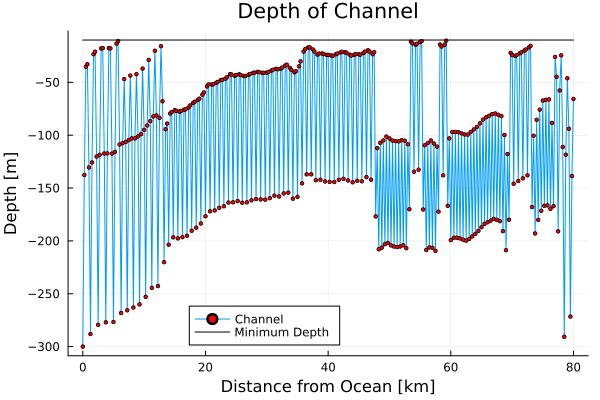 Depth of Channel
Depth [m]
−50
−100
−150
−200
−250
−300
0
20
40
60
80
Distance from Ocean [km]
Channel
Minimum Depth